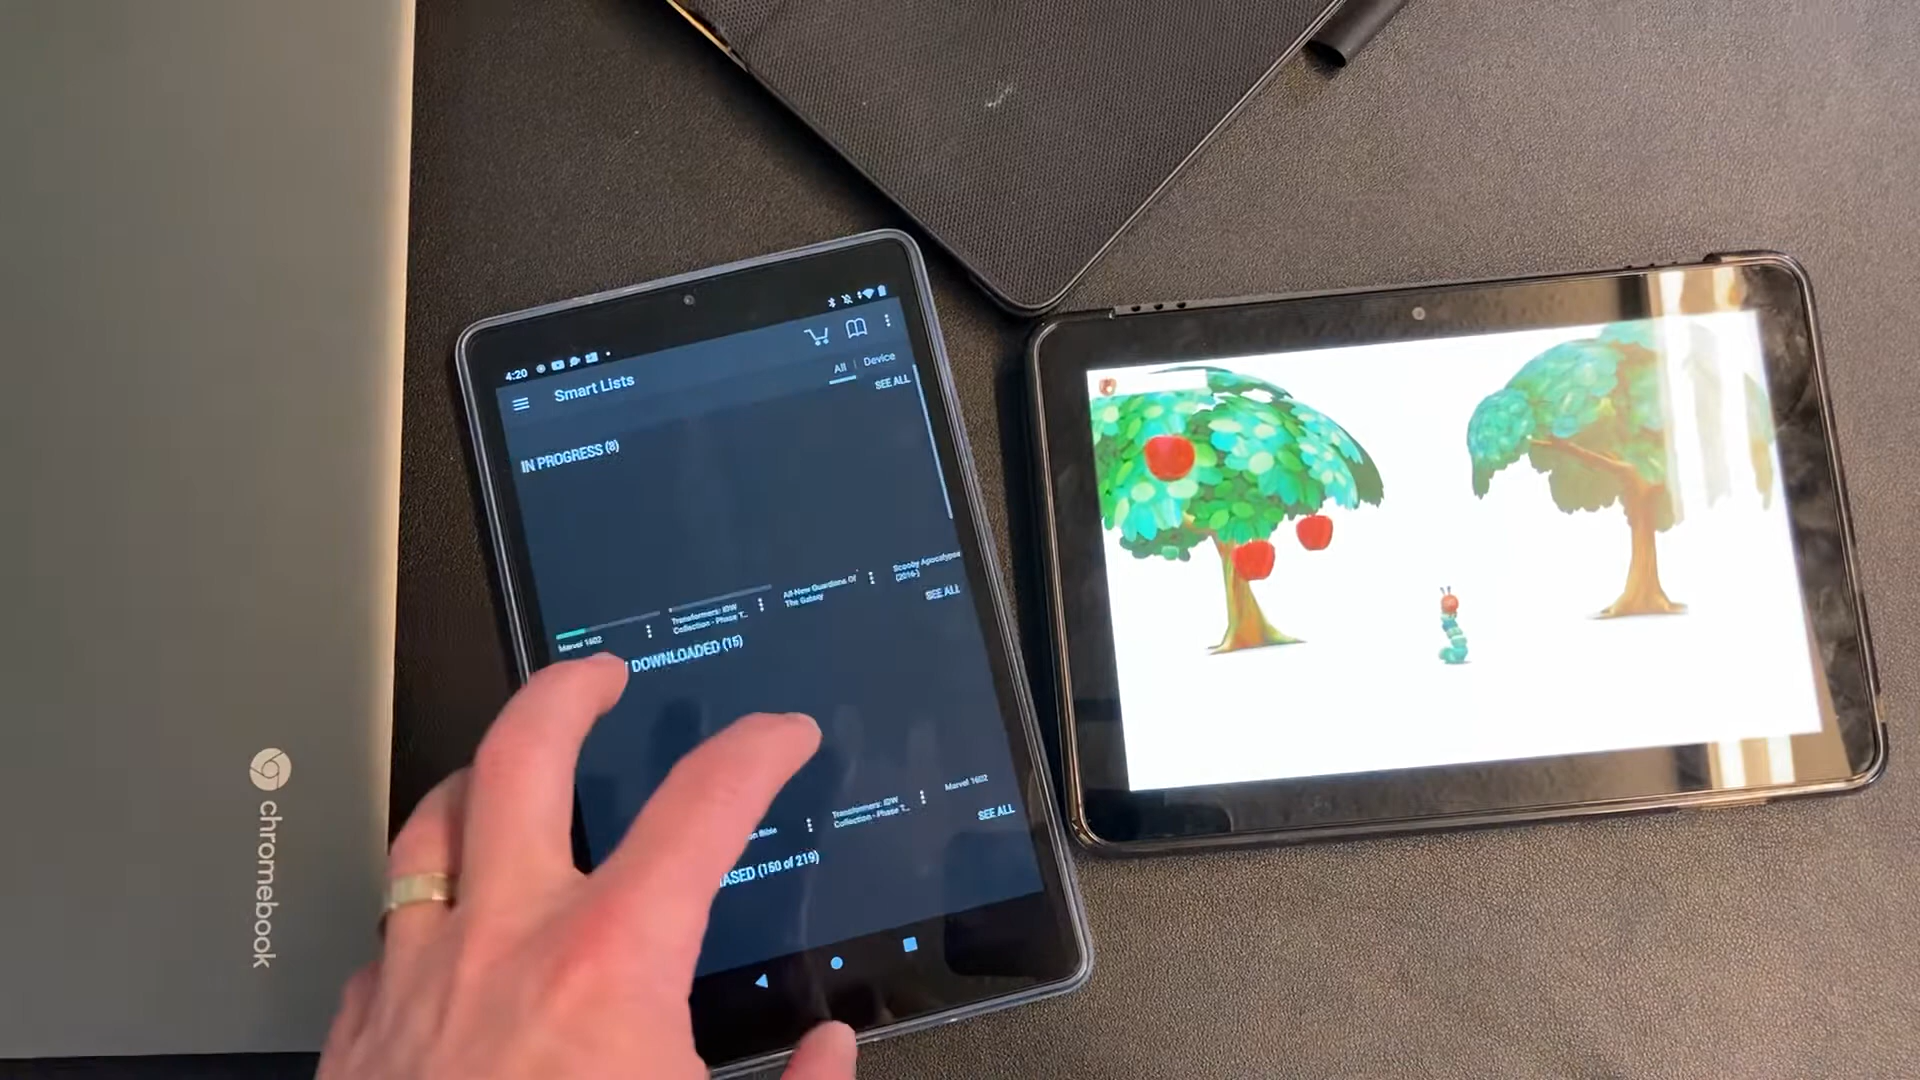 4:20
Smart Lists
All
Device
SEE ALL
IN PROGRESS (8)
Marvel 1602
Transformers: IDW
Collection - Phase T...
All-New Guardians Of
The Galaxy
Scooby Apocalypse
(2016-)
SEE ALL
DOWNLOADED (15)
Bible
Transformers: IDW
Collection - Phase T...
Marvel 1602
SEE ALL
ASED (150 of 219)
chromebook